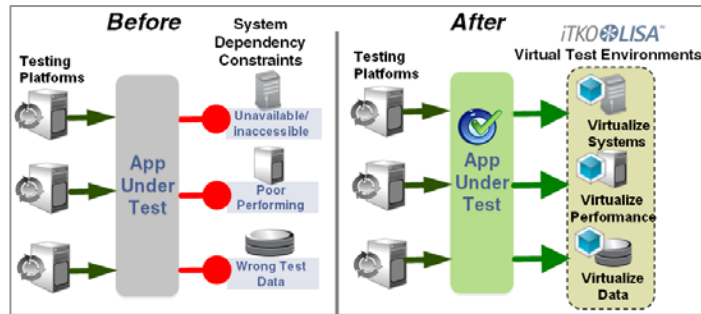 Before
System
Dependency
Constraints
Testing
Platforms
App
Under
Test
Unavailable/
inaccessible
Poor
Performing
Wrong Test
Data
After
iTKO LISA™
Virtual Test Environments
Testing
Platforms
App
Under
Test
Virtualize
Systems
Virtualize
Performance
Virtualize
Data